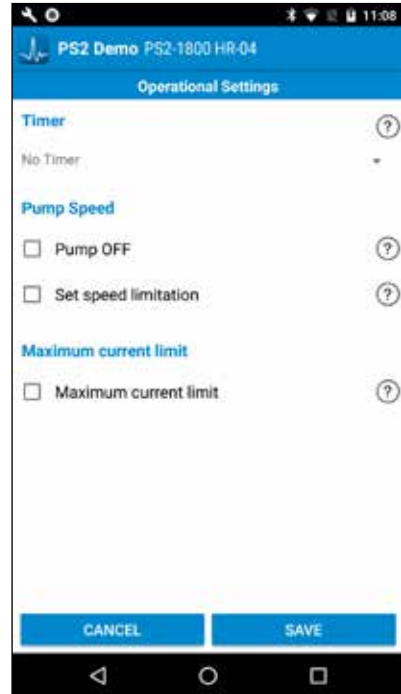 11:08
PS2 Demo PS2-1800 HR-04
Operational Settings
Timer
?
No Timer
Pump Speed
Pump OFF
?
Set speed limitation
?
Maximum current limit
Maximum current limit
?
CANCEL
SAVE